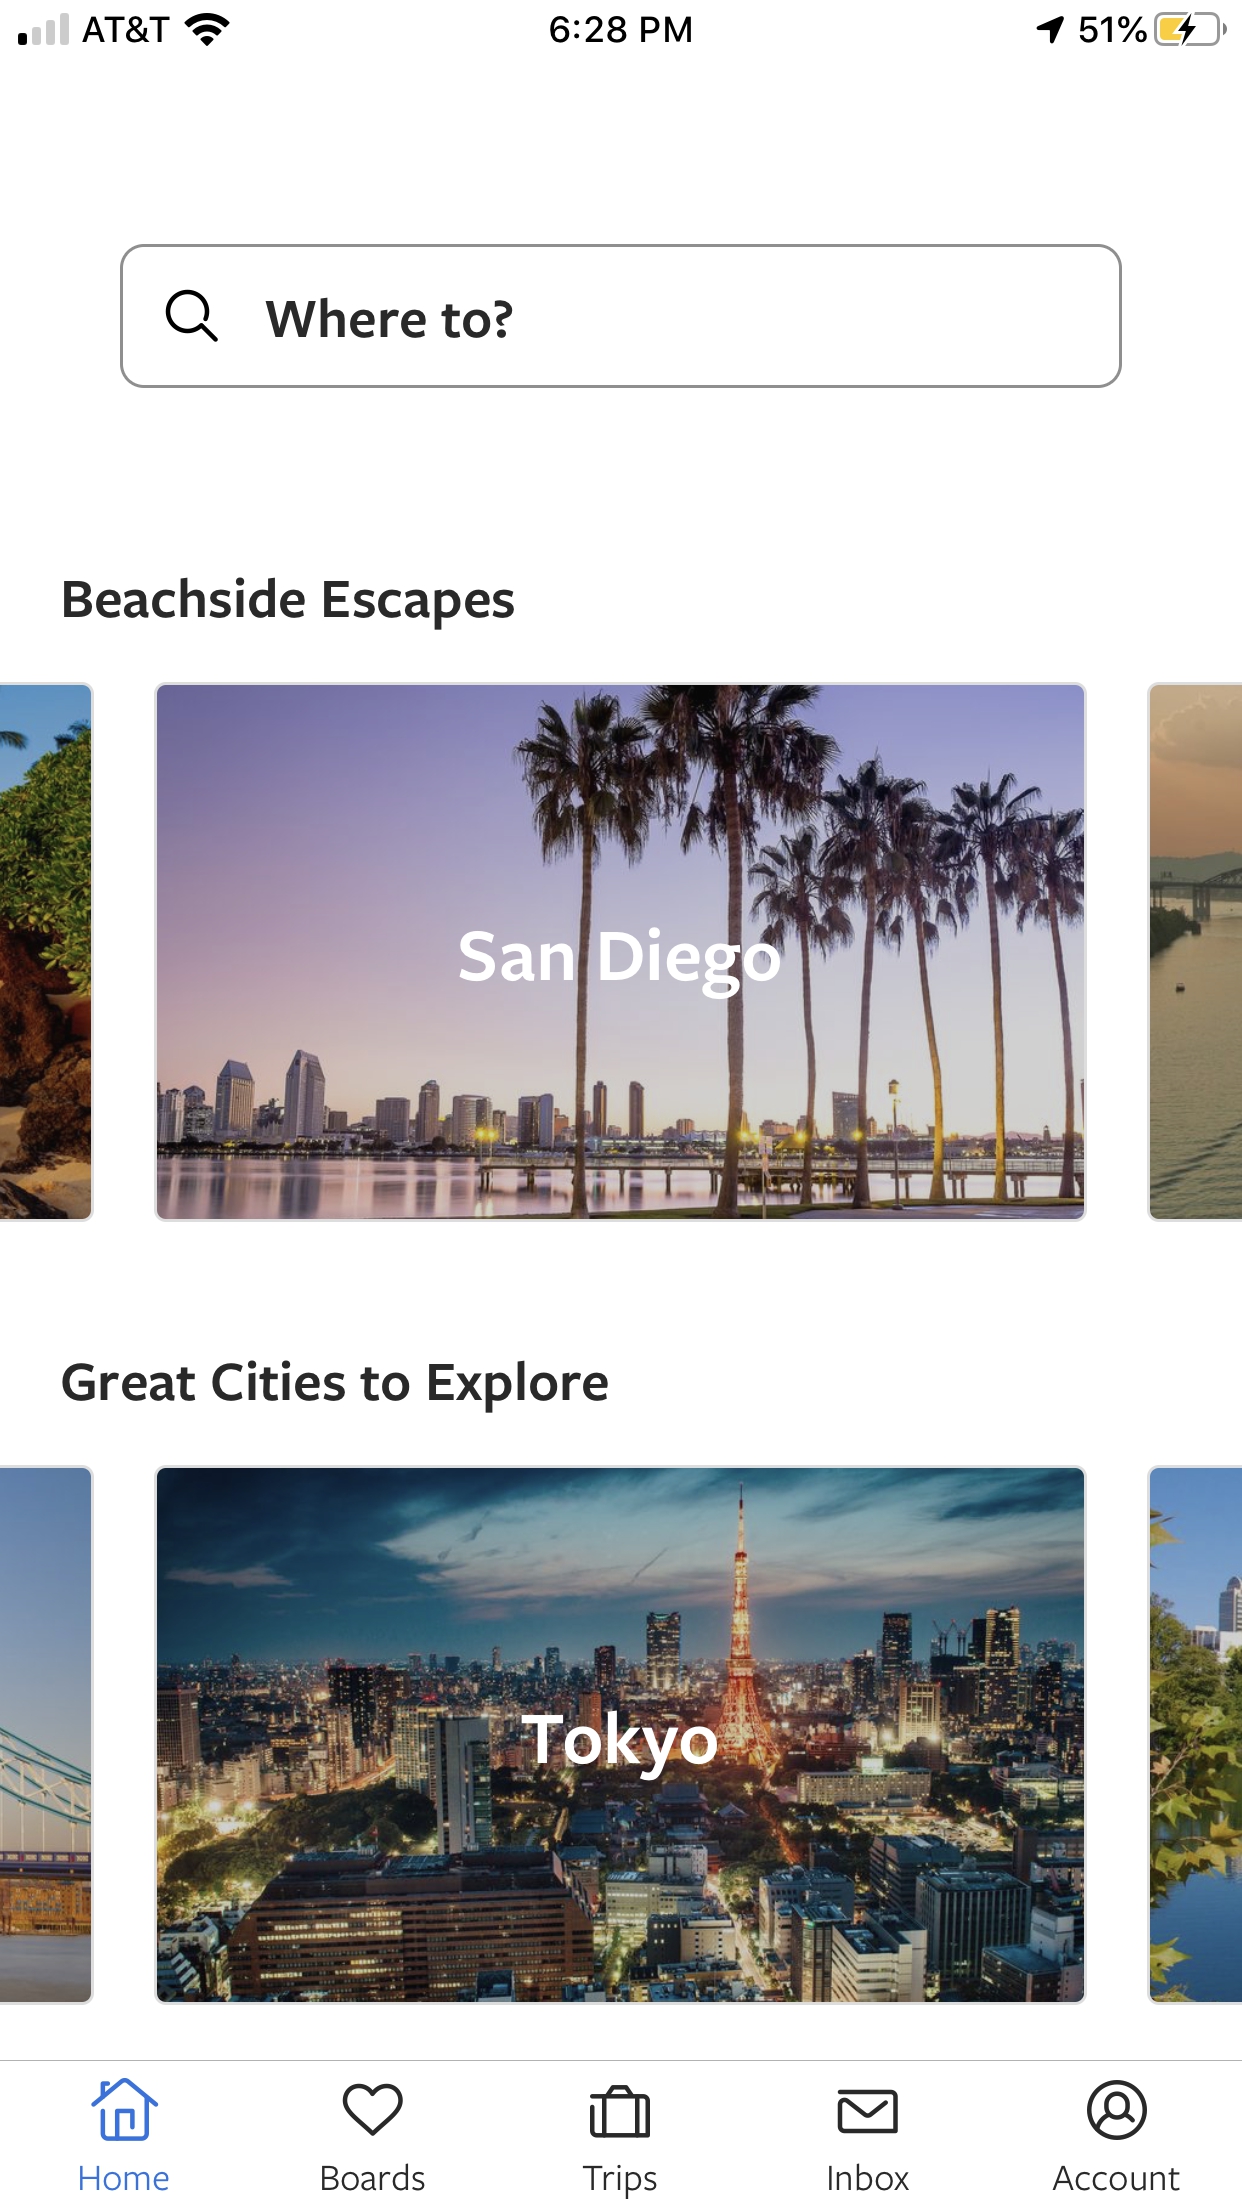 AT&T
6:28 PM
51%
Where to?
Beachside Escapes
San Diego
Great Cities to Explore
Tokyo
Home
Boards
Trips
Inbox
Account